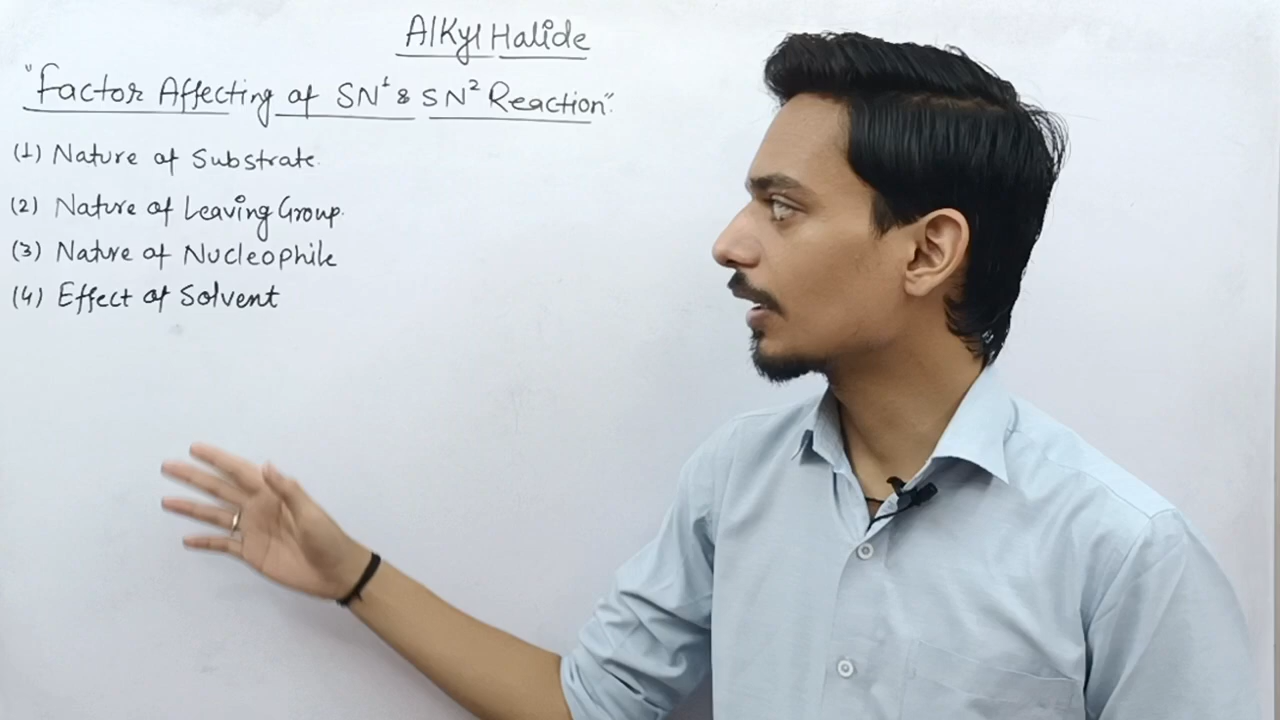 Alkyl Halide
"Factor Affecting of SN¹ & SN² Reaction".
(1) Nature of Substrate.
(2) Nature of Leaving Group.
(3) Nature of Nucleophile
(4) Effect of Solvent